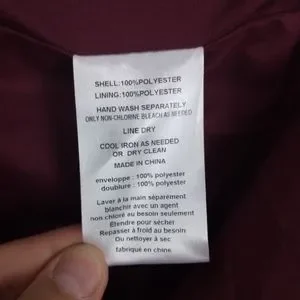 SHELL:100%POLYESTER
LINING:100%POLYESTER
HAND WASH SEPARATELY
ONLY NON-CHLORINE BLEACH AS NEEDED
LINE DRY
COOL IRON AS NEEDED
OR DRY CLEAN
MADE IN CHINA
enveloppe : 100% polyester
doublure : 100% polyester
Laver à la main séparement
blanchir avec un agent
non chloré au besoin seulement
Étendre pour sécher
Repasser à froid au besoin
Ou nettoyer à sec
fabriqué en chine